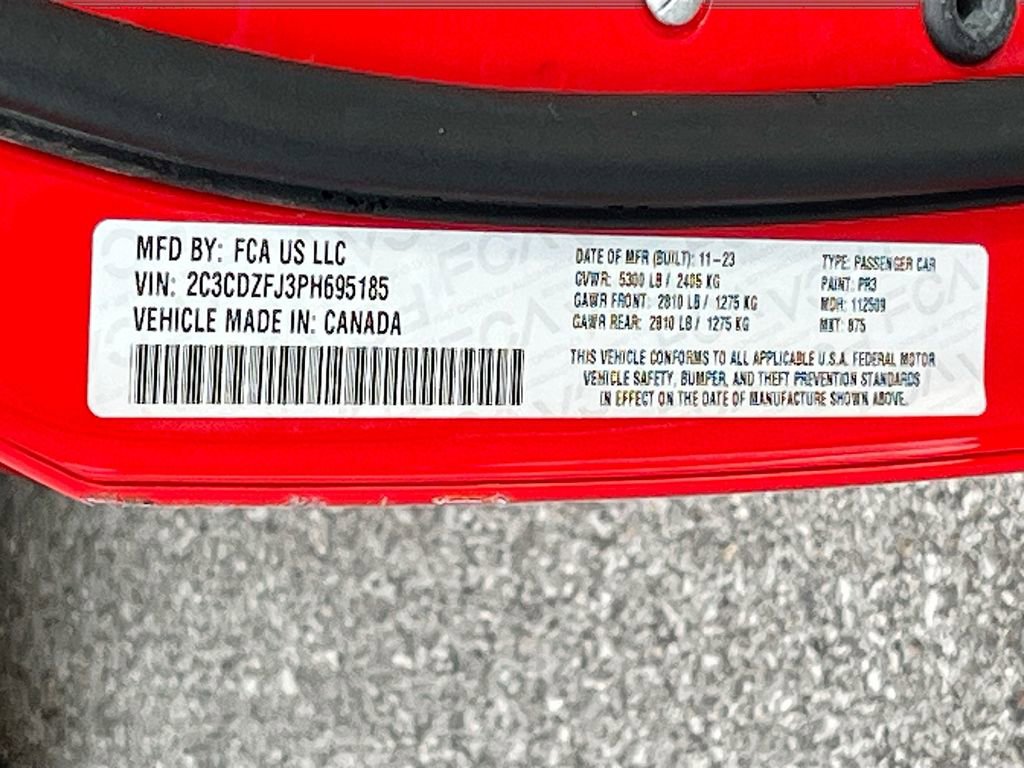 MFD BY: FCA US LLC
VIN: 2C3CDZFJ3PH695185
VEHICLE MADE IN: CANADA
DATE OF MFR (BUILT): 11-23
GVWR: 5300 LB / 2405 KG
GAWR FRONT: 2810 LB / 1275 KG
GAWR REAR: 2810 LB / 1275 KG
THIS VEHICLE CONFORMS TO ALL APPLICABLE U.S.A. FEDERAL MOTOR
VEHICLE SAFETY, BUMPER, AND THEFT PREVENTION STANDARDS
IN EFFECT ON THE DATE OF MANUFACTURE SHOWN ABOVE.
TYPE: PASSENGER CAR
PAINT: PR3
MDH: 112509
MKT: 875